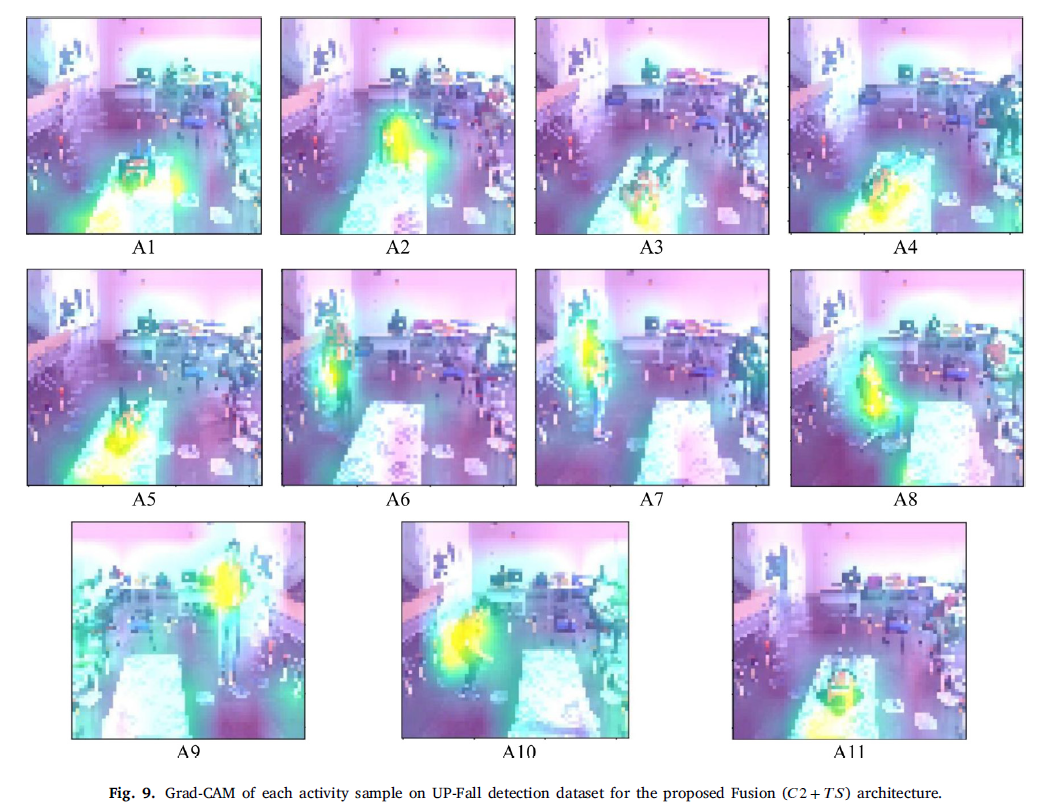 A1 A2 A3 A4
A5 A6 A7 A8
A9 A10 A11
Fig. 9. Grad-CAM of each activity sample on UP-Fall detection dataset for the proposed Fusion (C2+TS) architecture.